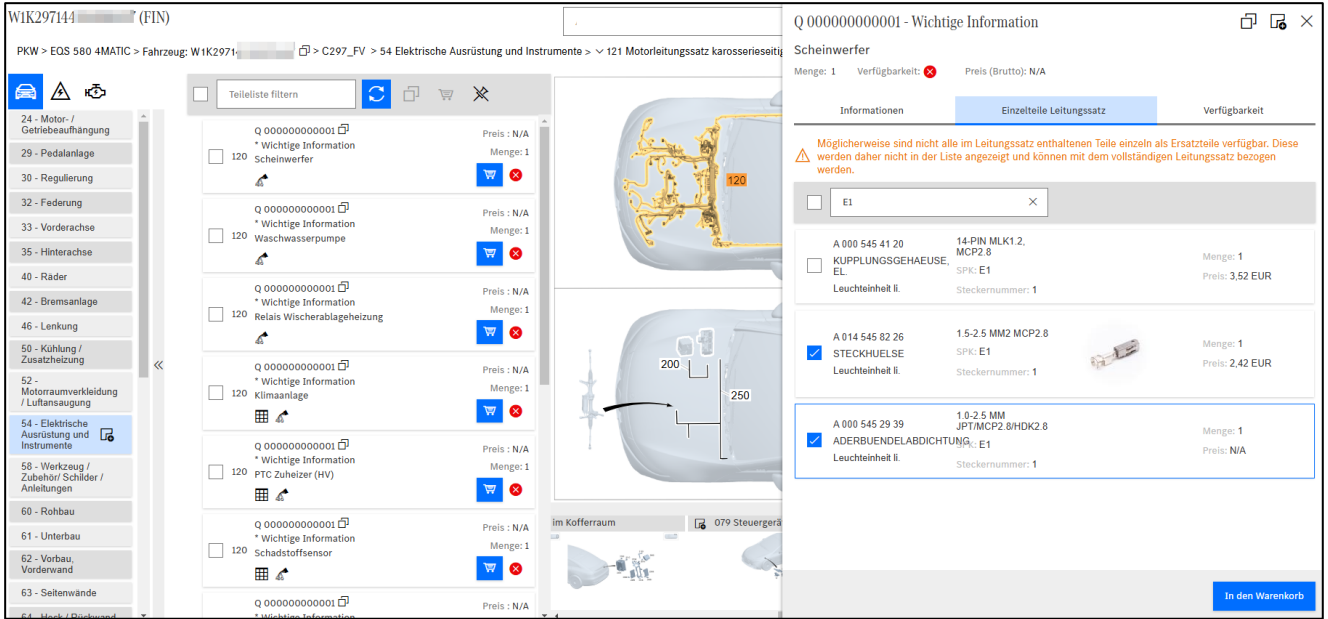 W1K297144 (FIN)
PKW > EQS 580 4MATIC > Fahrzeug: W1K2971 > C297_FV > 54 Elektrische Ausrüstung und Instrumente > 121 Motorleitungssatz karosserieseitig
24 - Motor- /
Getriebeaufhängung
29 - Pedalanlage
30 - Regulierung
32 - Federung
33 - Vorderachse
35 - Hinterachse
40 - Räder
42 - Bremsanlage
46 - Lenkung
50 - Kühlung /
Zusatzheizung
52 -
Motorraumverkleidung
/ Luftansaugung
54 - Elektrische
Ausrüstung und
Instrumente
58 - Werkzeug /
Zubehör/ Schilder /
Anleitungen
60 - Rohbau
61 - Unterbau
62 - Vorbau,
Vorderwand
63 - Seitenwände
64 - Heck / Rückwand
Teileliste filtern
Q 000000000001
Preis : N/A
* Wichtige Information
120 Scheinwerfer
Menge: 1
Q 000000000001
Preis : N/A
* Wichtige Information
120 Waschwasserpumpe
Menge: 1
Q 000000000001
Preis : N/A
* Wichtige Information
120 Relais Wischerablageheizung
Menge: 1
Q 000000000001
Preis : N/A
* Wichtige Information
120 Klimaanlage
Menge: 1
Q 000000000001
Preis : N/A
* Wichtige Information
120 PTC Zuheizer (HV)
Menge: 1
Q 000000000001
Preis : N/A
* Wichtige Information
120 Schadstoffsensor
Menge: 1
Q 000000000001
Preis : N/A
* Wichtige Information
120
200
250
im Kofferraum
079 Steuergerä
Q 000000000001 - Wichtige Information
Scheinwerfer
Menge: 1 Verfügbarkeit: Preis (Brutto): N/A
Informationen
Einzelteile Leitungssatz
Verfügbarkeit
Möglicherweise sind nicht alle im Leitungssatz enthaltenen Teile einzeln als Ersatzteile verfügbar. Diese
werden daher nicht in der Liste angezeigt und können mit dem vollständigen Leitungssatz bezogen
werden.
E1
A 000 545 41 20
KUPPLUNGSGEHAEUSE,
EL.
Leuchteinheit li.
14-PIN MLK1.2,
MCP2.8
SPK: E1
Steckernummer: 1
Menge: 1
Preis: 3,52 EUR
A 014 545 82 26
STECKHUELSE
Leuchteinheit li.
1.5-2.5 MM2 MCP2.8
SPK: E1
Steckernummer: 1
Menge: 1
Preis: 2,42 EUR
A 000 545 29 39
ADERBUENDELABDICHTUNG
Leuchteinheit li.
1.0-2.5 MM
JPT/MCP2.8/HDK2.8
SPK: E1
Steckernummer: 1
Menge: 1
Preis: N/A
In den Warenkorb